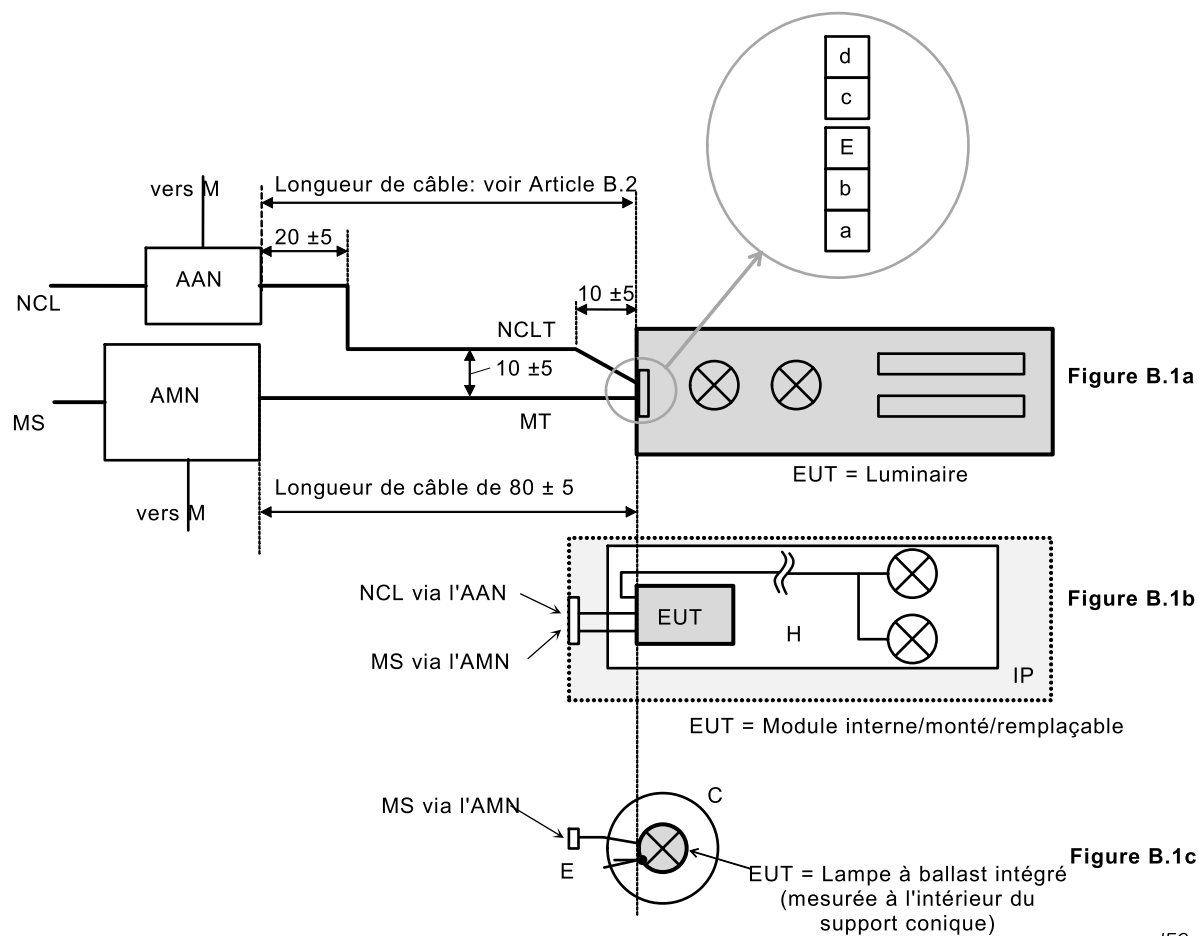 d
c
E
b
a
vers M
Longueur de câble: voir Article B.2
20 ±5
AAN
NCL
10 ±5
NCLT
10 ±5
AMN
MS
MT
Figure B.1a
EUT = Luminaire
Longueur de câble de 80 ± 5
vers M
NCL via l'AAN
EUT
H
Figure B.1b
MS via l'AMN
IP
EUT = Module interne/monté/remplaçable
MS via l'AMN
C
E
Figure B.1c
EUT = Lampe à ballast intégré
(mesurée à l'intérieur du
support conique)